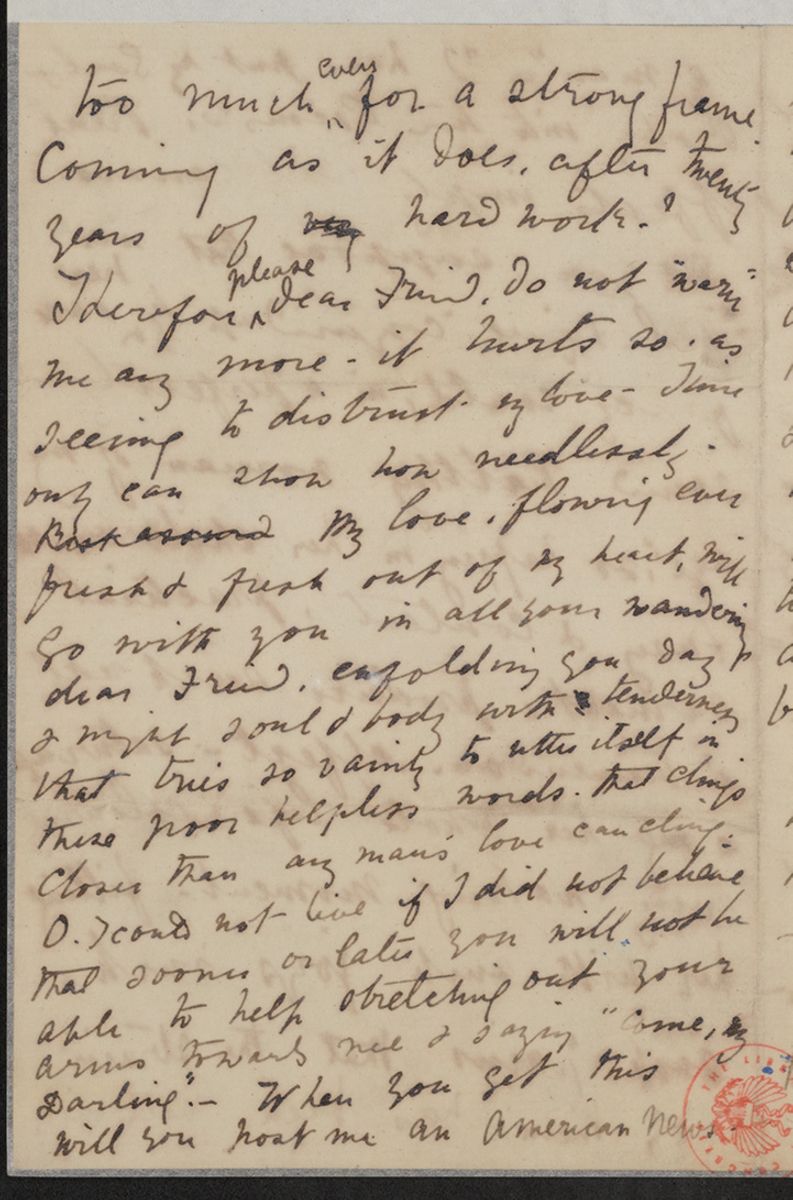 too much even for a strong frame
Coming as it does, after twenty
years of very hard work."
Therefore please dear Friend, do not "warn"
me any more - it hurts so. as
seeming to distrust my love - Time
only can show how needlessly.
Rest assured My love, flowing ever
fresh & fresh out of my heart, will
go with you in all your wanderings
dear Friend, enfolding you day
& night soul & body with tenderness
that tries so vainly to utter itself in
these poor helpless words. that clings
closer than any man's love can cling.
O. I could not live if I did not believe
that sooner or later you will not be
able to help stretching out your
arms towards me & saying "Come, my
Darling". - When you get this
will you post me an American News-